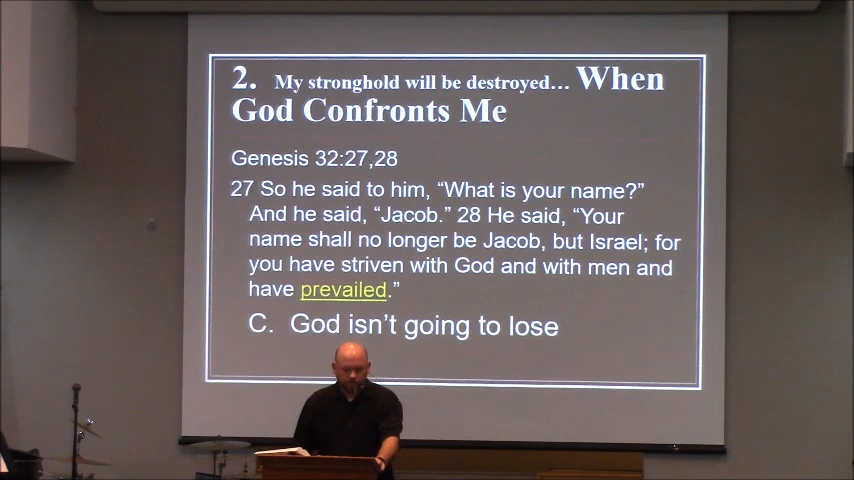 2. My stronghold will be destroyed… When
God Confronts Me
Genesis 32:27,28
27 So he said to him, “What is your name?”
And he said, “Jacob.” 28 He said, “Your
name shall no longer be Jacob, but Israel; for
you have striven with God and with men and
have prevailed.”
C. God isn’t going to lose